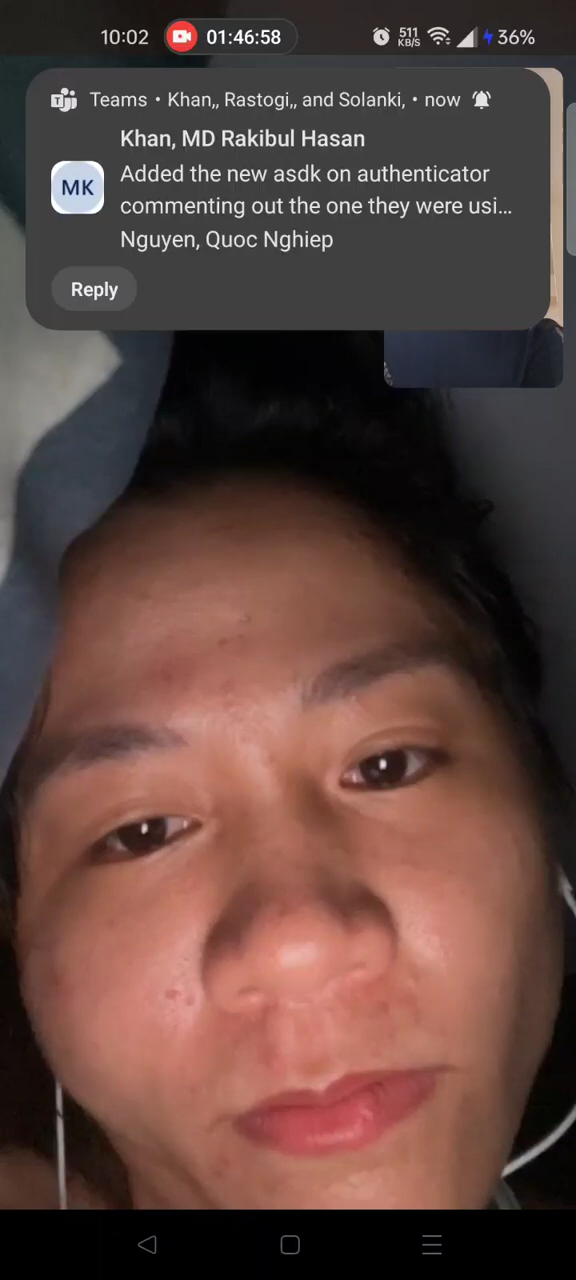 10:02 01:46:58 511 KB/S 36%
Teams • Khan,, Rastogi,, and Solanki, • now
Khan, MD Rakibul Hasan
MK
Added the new asdk on authenticator
commenting out the one they were usi...
Nguyen, Quoc Nghiep
Reply